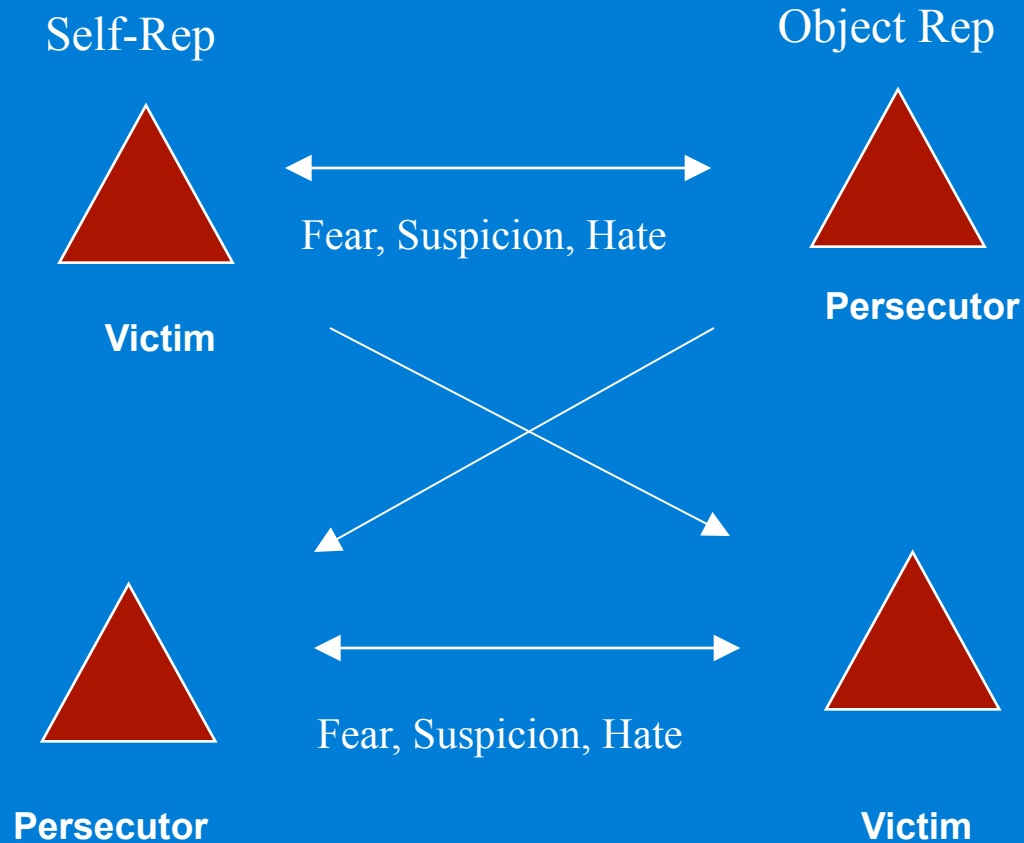 Self-Rep
Object Rep
Fear, Suspicion, Hate
Victim
Persecutor
Fear, Suspicion, Hate
Persecutor
Victim